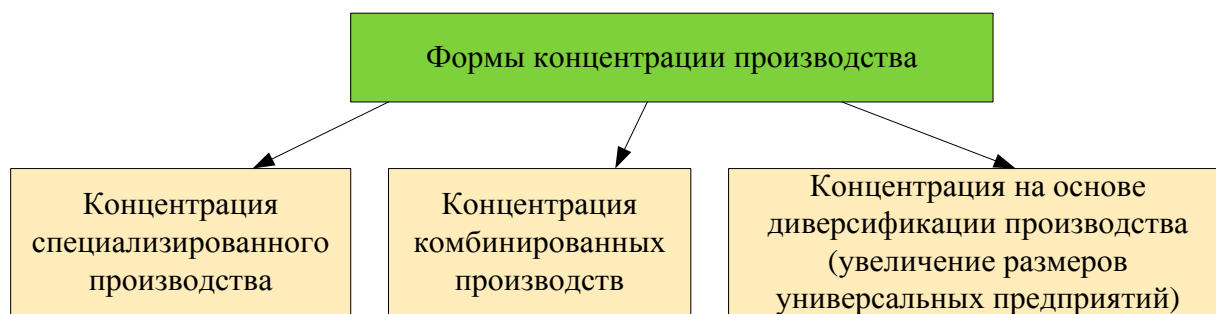 Формы концентрации производства
Концентрация
специализированного
производства
Концентрация
комбинированных
производств
Концентрация на основе
диверсификации производства
(увеличение размеров
универсальных предприятий)